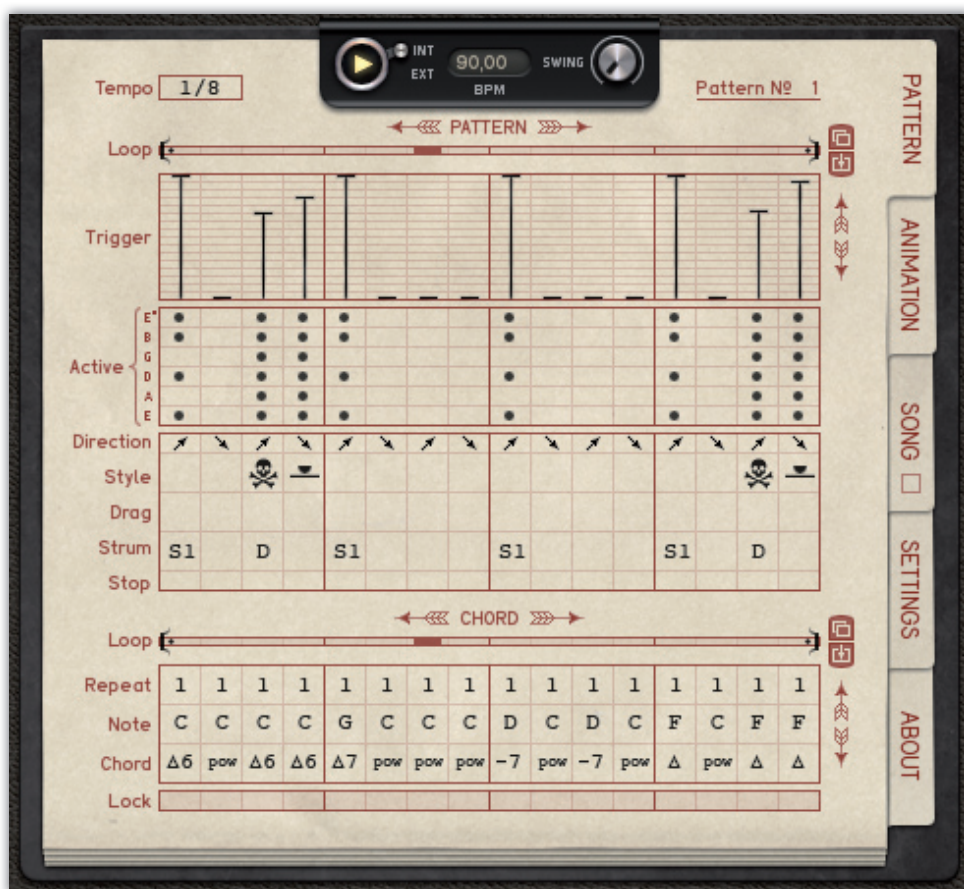 INT
EXT
90,00
BPM
SWING
Tempo 1/8
Pattern Nº 1
PATTERN
Loop
Trigger
Active
E'
B
G
D
A
E
Direction
Style
Drag
Strum S1 D S1 S1 S1 D
Stop
CHORD
Loop
Repeat 1 1 1 1 1 1 1 1 1 1 1 1 1 1 1 1
Note C C C C G C C C D C D C F C F F
Chord Δ6 pow Δ6 Δ6 Δ7 pow pow pow -7 pow -7 pow Δ pow Δ Δ
Lock
PATTERN
ANIMATION
SONG
SETTINGS
ABOUT